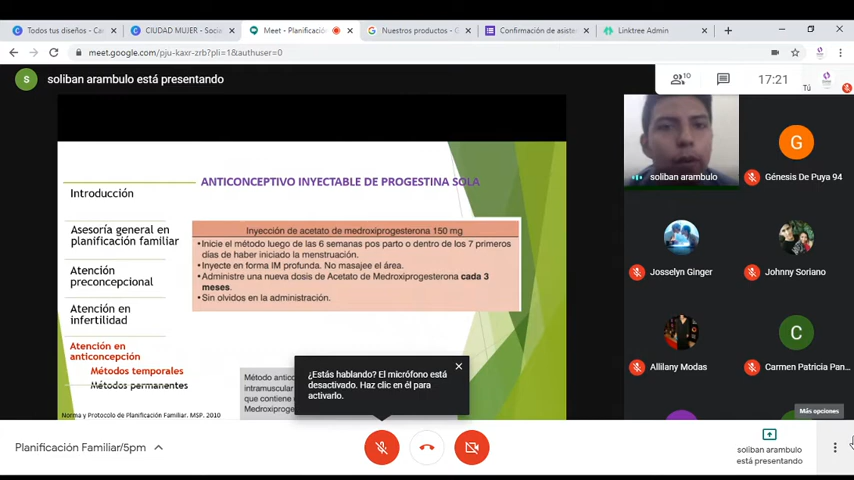 Todos tus diseños - Ca
CIUDAD MUJER - Socie
Meet - Planificació
Nuestros productos - G
Confirmación de asiste
Linktree Admin
meet.google.com/pju-kaxr-zrb?pli=1&authuser=0
S
soliban arambulo está presentando
10
17:21
Tú
ANTICONCEPTIVO INYECTABLE DE PROGESTINA SOLA
Introducción
Asesoría general en
planificación familiar
Atención
preconcepcional
Atención en
infertilidad
Atención en
anticoncepción
Métodos temporales
Métodos permanentes
Inyección de acetato de medroxiprogesterona 150 mg
•Inicie el método luego de las 6 semanas pos parto o dentro de los 7 primeros
días de haber iniciado la menstruación.
•Inyecte en forma IM profunda. No masajee el área.
•Administre una nueva dosis de Acetato de Medroxiprogesterona cada 3
meses.
•Sin olvidos en la administración.
Método antic
intramuscular
que contiene
Medroxiproge
Norma y Protocolo de Planificación Familiar. MSP. 2010
¿Estás hablando? El micrófono está
desactivado. Haz clic en él para
activarlo.
soliban arambulo
G
Génesis De Puya 94
Josselyn Ginger
Johnny Soriano
Allilany Modas
C
Carmen Patricia Pan...
Más opciones
Planificación Familiar/5pm
soliban arambulo
está presentando